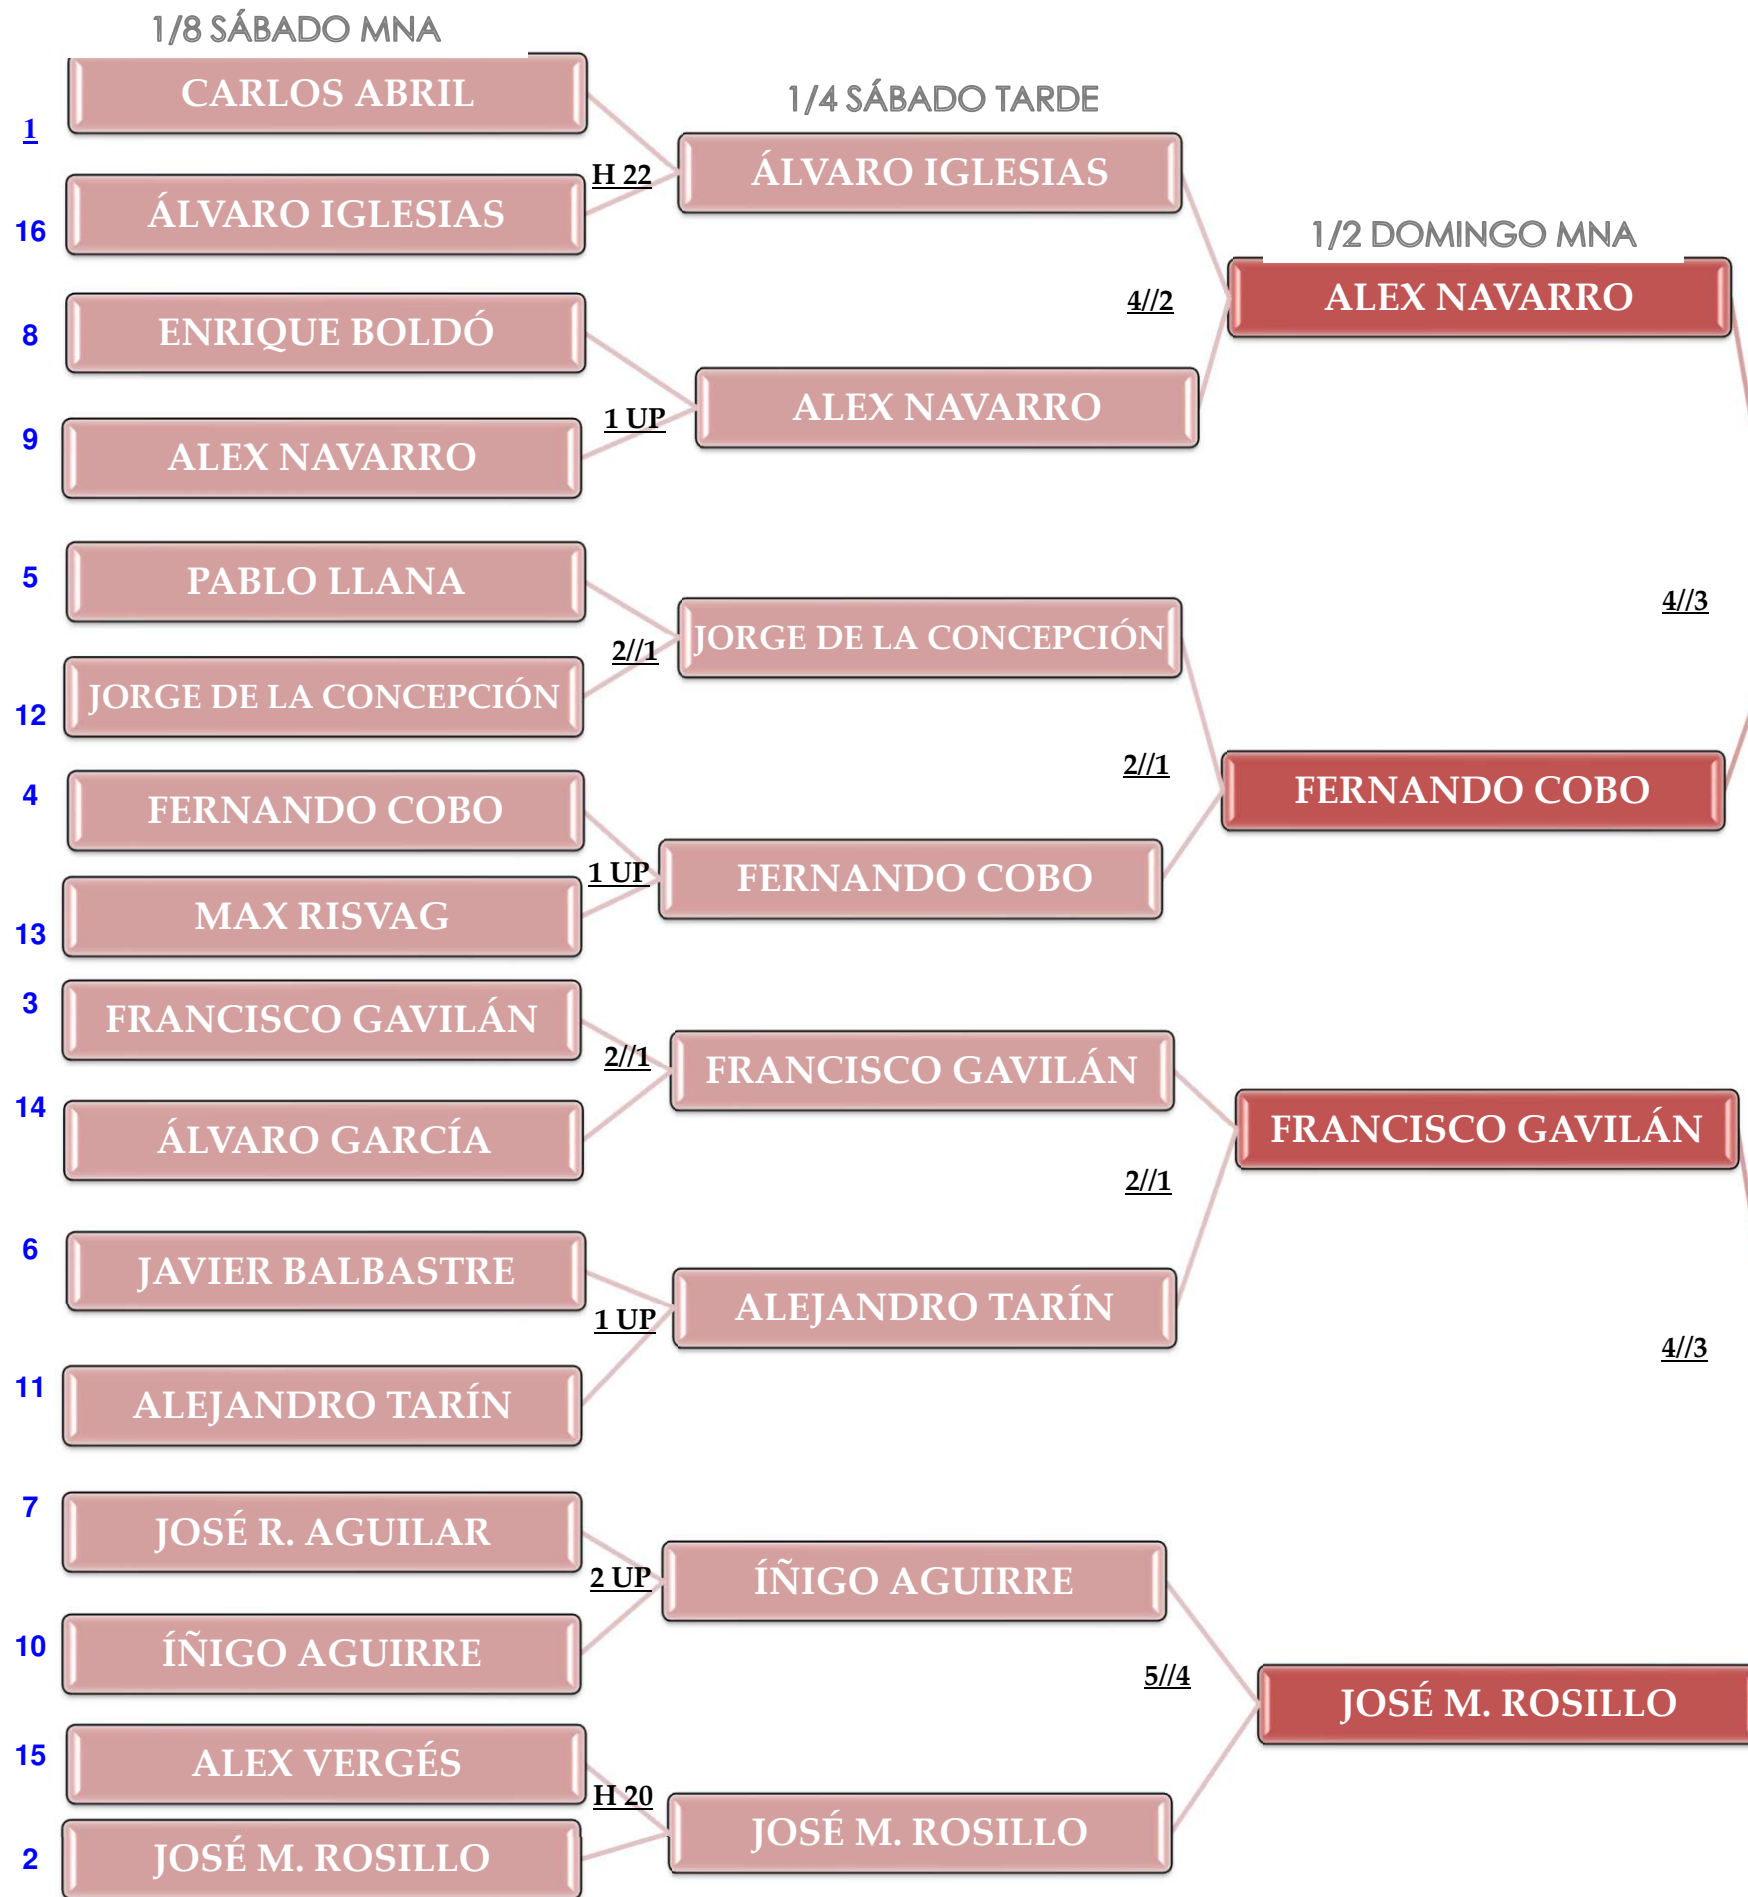 1/8 SÁBADO MNA
CARLOS ABRIL
1
ÁLVARO IGLESIAS
16
H 22
ENRIQUE BOLDÓ
8
ALEX NAVARRO
9
1 UP
PABLO LLANA
5
JORGE DE LA CONCEPCIÓN
12
2//1
FERNANDO COBO
4
MAX RISVAG
13
1 UP
FRANCISCO GAVILÁN
3
ÁLVARO GARCÍA
14
2//1
JAVIER BALBASTRE
6
ALEJANDRO TARÍN
11
1 UP
JOSÉ R. AGUILAR
7
ÍÑIGO AGUIRRE
10
2 UP
ALEX VERGÉS
15
JOSÉ M. ROSILLO
2
H 20
1/4 SÁBADO TARDE
ÁLVARO IGLESIAS
ALEX NAVARRO
4//2
JORGE DE LA CONCEPCIÓN
FERNANDO COBO
2//1
FRANCISCO GAVILÁN
ALEJANDRO TARÍN
2//1
ÍÑIGO AGUIRRE
JOSÉ M. ROSILLO
5//4
1/2 DOMINGO MNA
ALEX NAVARRO
FERNANDO COBO
4//3
FRANCISCO GAVILÁN
JOSÉ M. ROSILLO
4//3